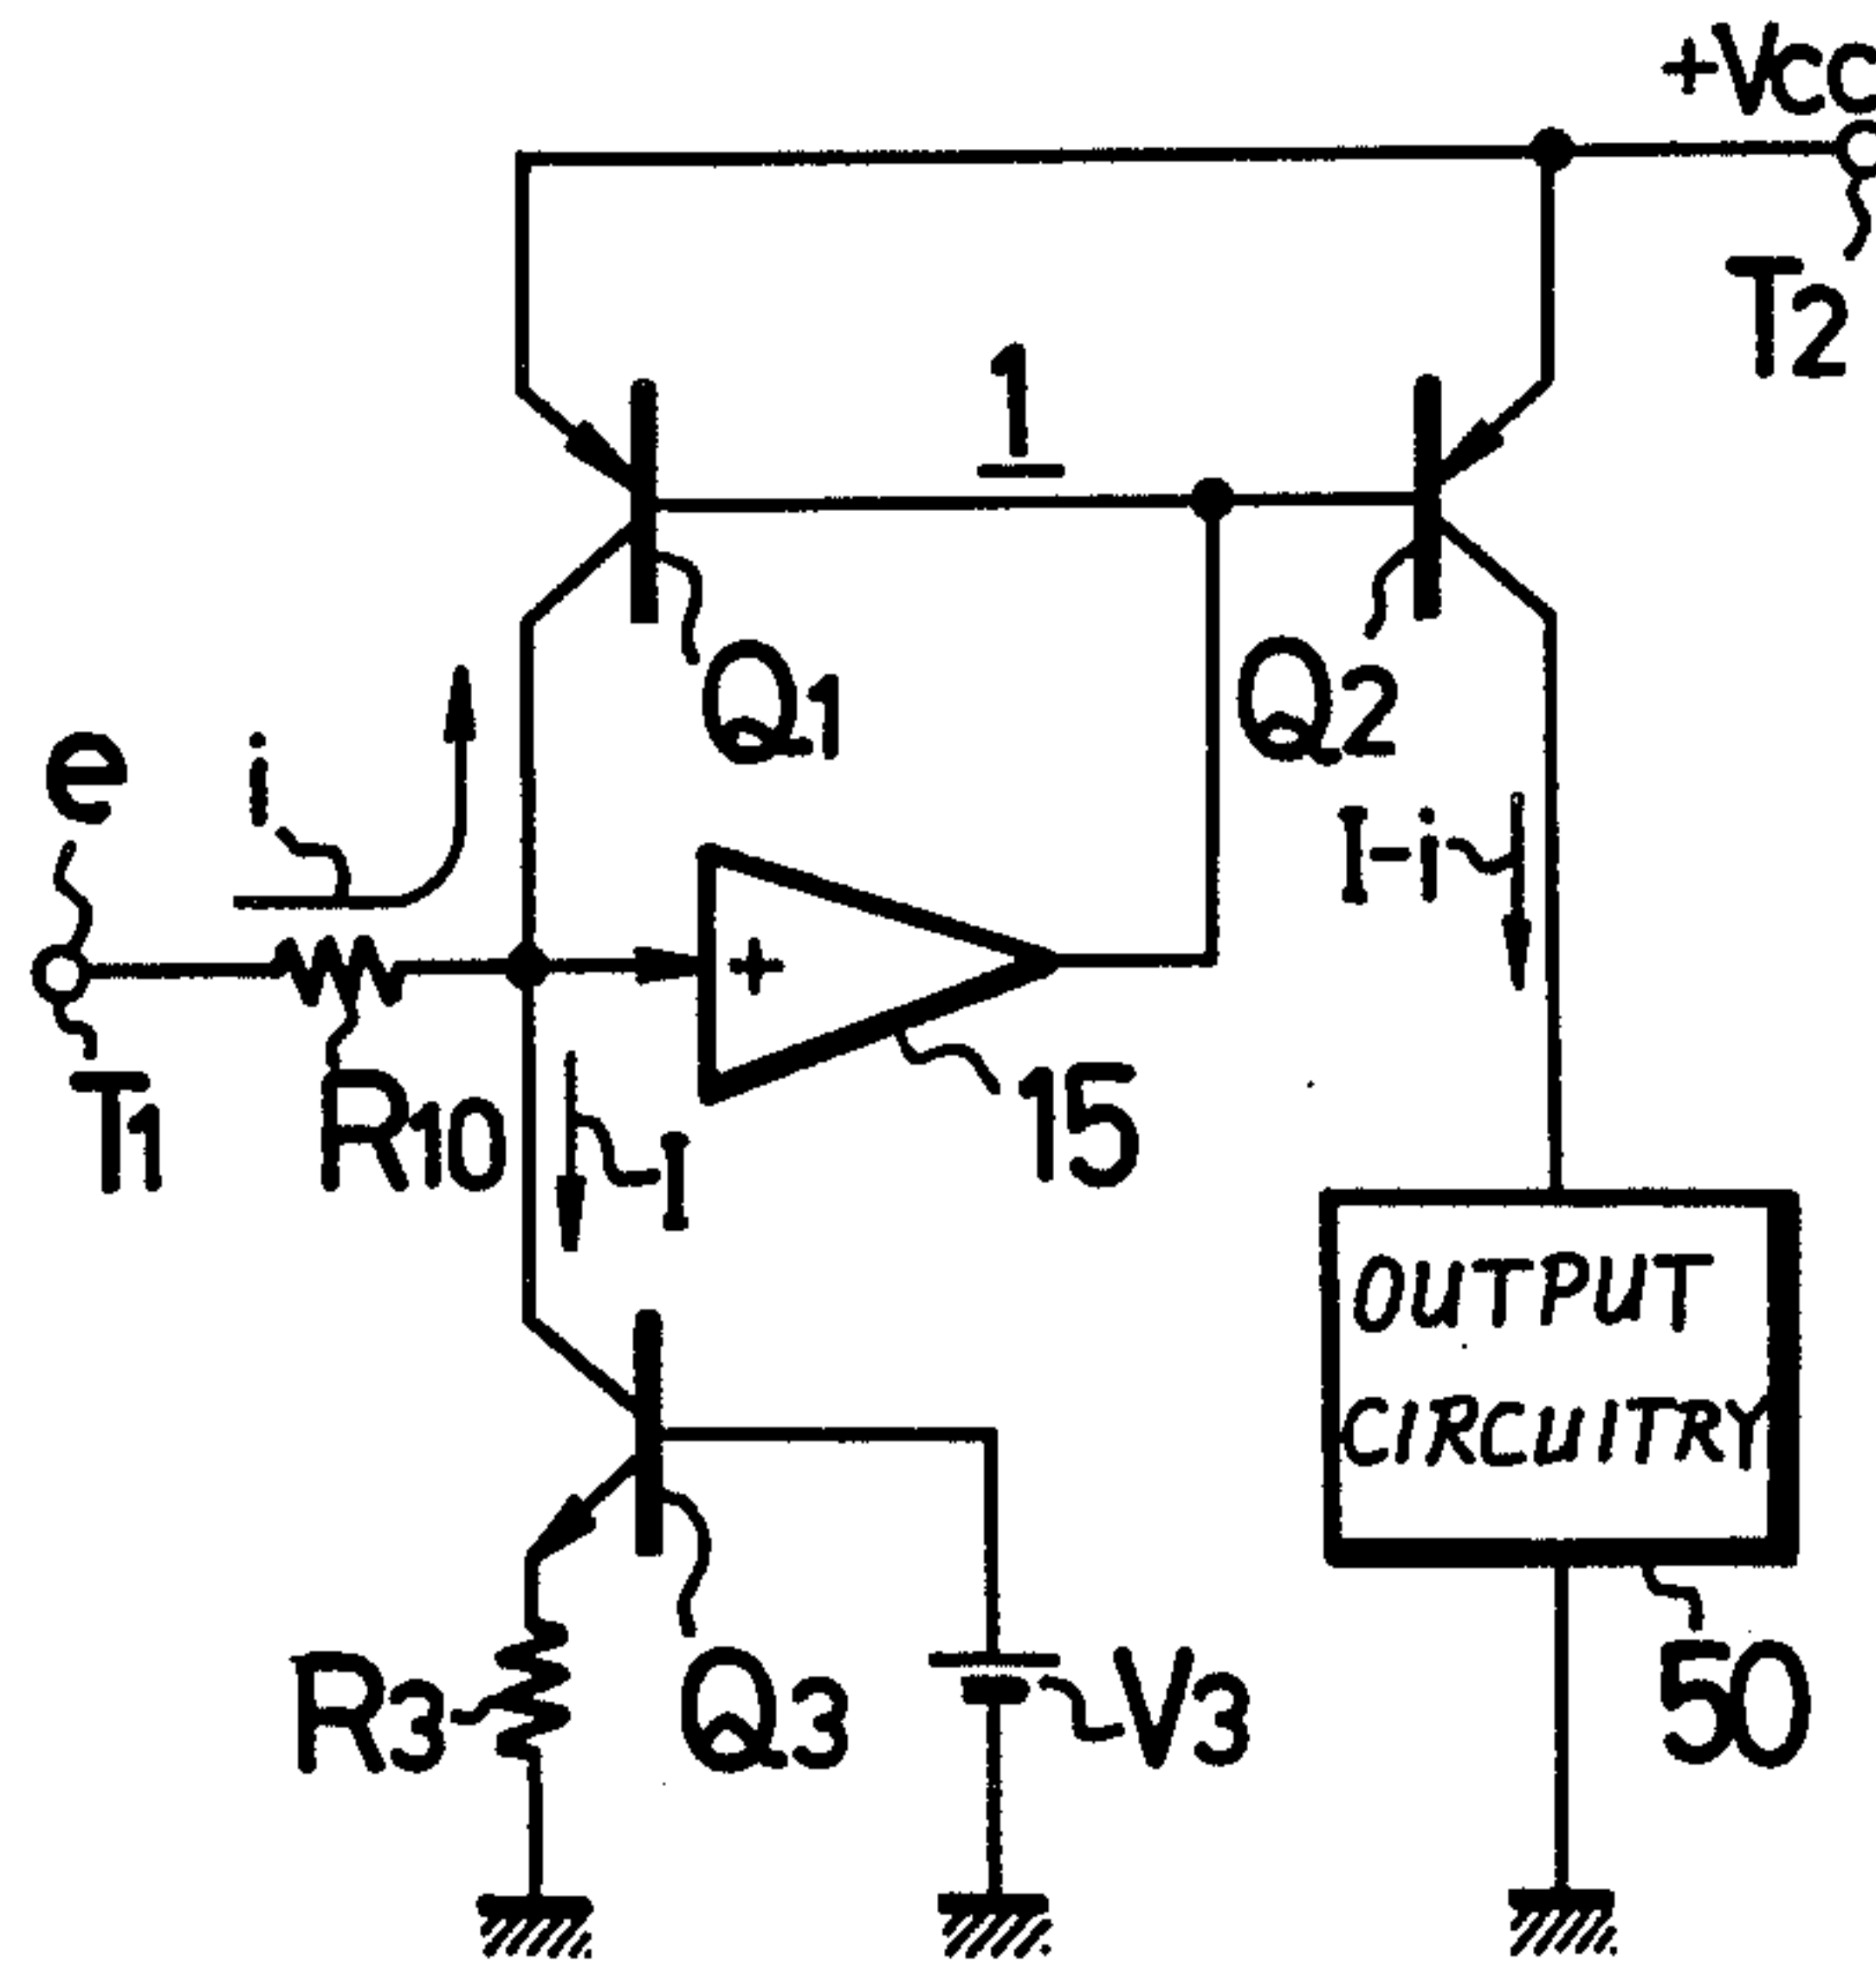 +Vcc
T2
1
Q1
Q2
e
i
I-i
+
15
T1
R10
I
OUTPUT
CIRCUITRY
R3
Q3
V3
50